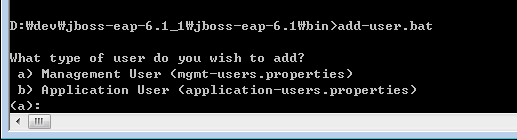 D:₩dev₩jboss-eap-6.1_1₩jboss-eap-6.1₩bin>add-user.bat
What type of user do you wish to add?
a) Management User (mgmt-users.properties)
b) Application User (application-users.properties)
(a):